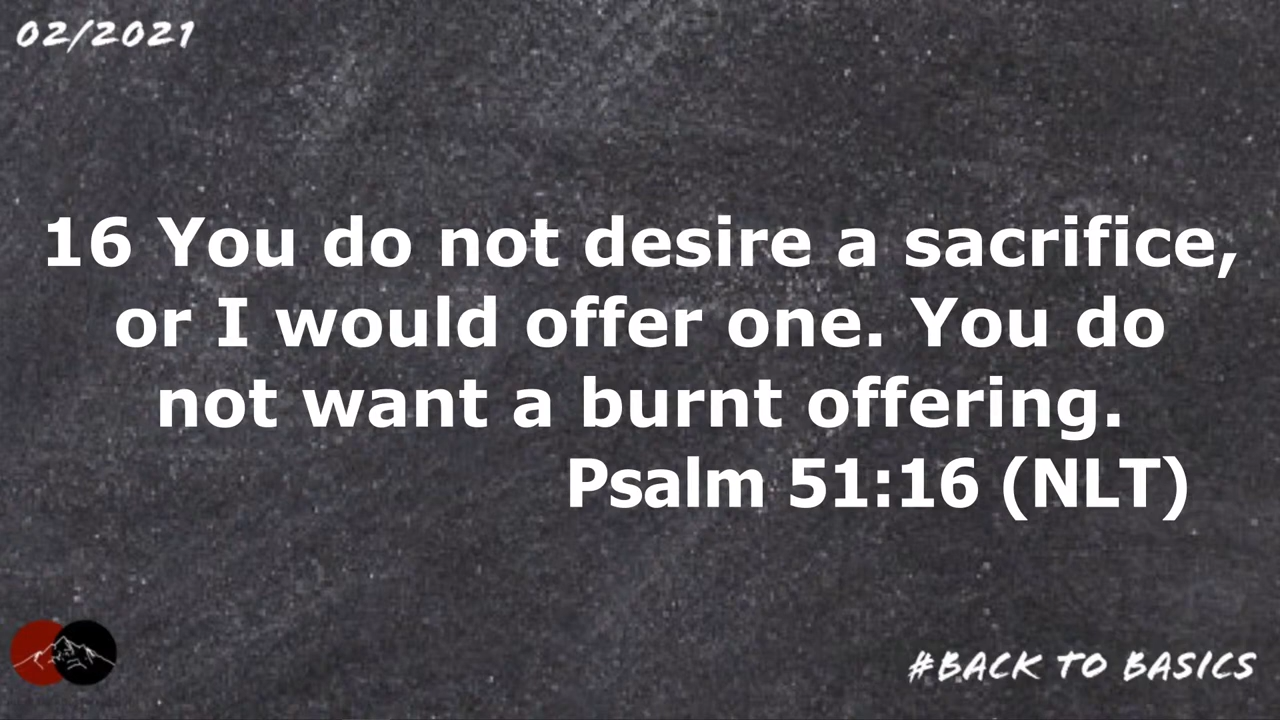 02/2021
16 You do not desire a sacrifice,
or I would offer one. You do
not want a burnt offering.
Psalm 51:16 (NLT)
#BACK TO BASICS